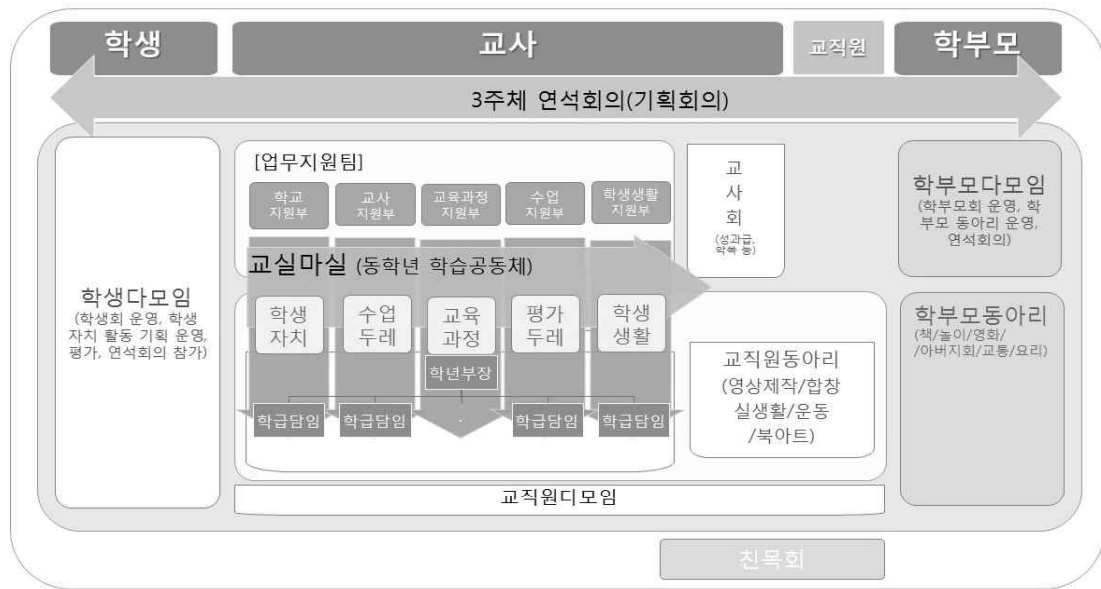 학생
교사
교직원
학부모
3주체 연석회의(기획회의)
[업무지원팀]
학교
지원부
교사
지원부
교육과정
지원부
수업
지원부
학생생활
지원부
교
사
회
(성과급,
학폭 등)
교실마실 (동학년 학습공동체)
학생
자치
수업
두레
교육
과정
평가
두레
학생
생활
학년부장
학급담임
학급담임
학급담임
학급담임
교직원동아리
(영상제작/합창
실생활/운동
/북아트)
교직원디모임
학생다모임
(학생회 운영, 학생
자치 활동 기획 운영,
평가, 연석회의 참가)
학부모다모임
(학부모회 운영, 학
부모 동아리 운영,
연석회의)
학부모동아리
(책/놀이/영화/
/아버지회/교통/요리)
친목회